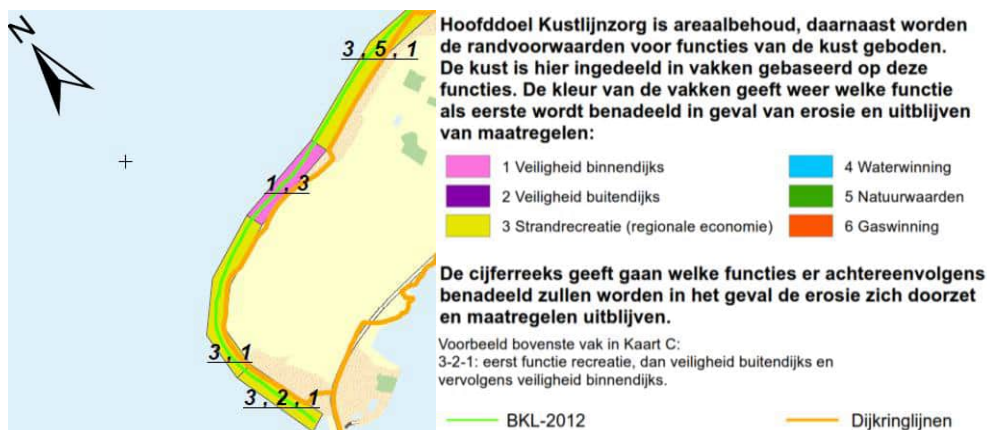 N
3 , 5 , 1
1 , 3
3 , 1
3 , 2 , 1
Hoofddoel Kustlijnzorg is areaalbehoud, daarnaast worden
de randvoorwaarden voor functies van de kust geboden.
De kust is hier ingedeeld in vakken gebaseerd op deze
functies. De kleur van de vakken geeft weer welke functie
als eerste wordt benadeeld in geval van erosie en uitblijven
van maatregelen:
1 Veiligheid binnendijks
2 Veiligheid buitendijks
3 Strandrecreatie (regionale economie)
4 Waterwinning
5 Natuurwaarden
6 Gaswinning
De cijferreeks geeft gaan welke functies er achtereenvolgens
benadeeld zullen worden in het geval de erosie zich doorzet
en maatregelen uitblijven.
Voorbeeld bovenste vak in Kaart C:
3-2-1: eerst functie recreatie, dan veiligheid buitendijks en
vervolgens veiligheid binnendijks.
BKL-2012
Dijkringlijnen